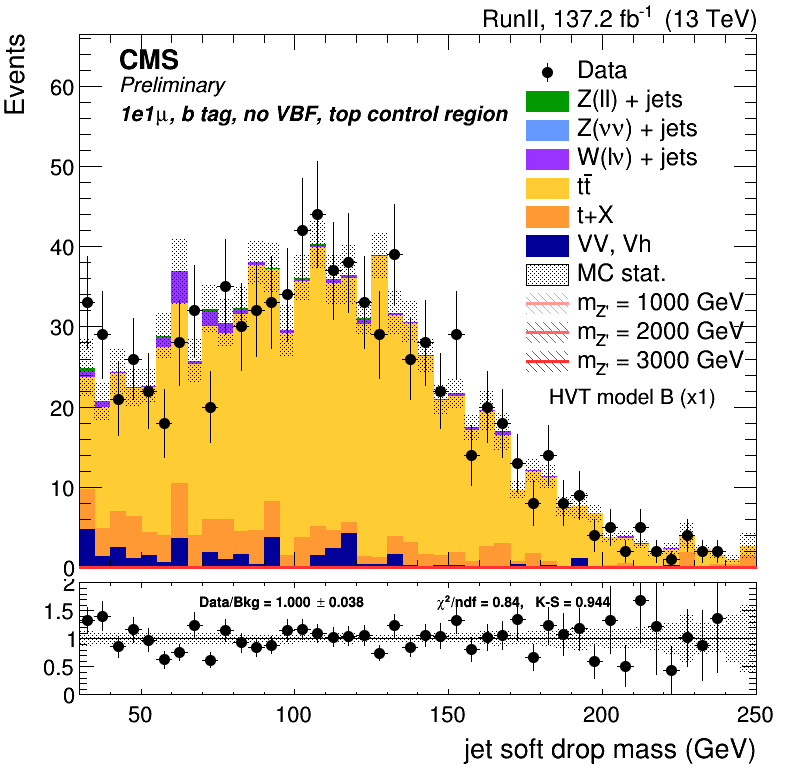 RunII, 137.2 fb⁻¹ (13 TeV)
Events
CMS
Preliminary
1e1μ, b tag, no VBF, top control region
Data
Z(ll) + jets
Z(νν) + jets
W(lν) + jets
tt̄
t+X
VV, Vh
MC stat.
m_Z' = 1000 GeV
m_Z' = 2000 GeV
m_Z' = 3000 GeV
HVT model B (x1)
60
50
40
30
20
10
0
Data/Bkg = 1.000 ± 0.038
χ²/ndf = 0.84, K-S = 0.944
2
1.5
1
0.5
0
50 100 150 200 250
jet soft drop mass (GeV)